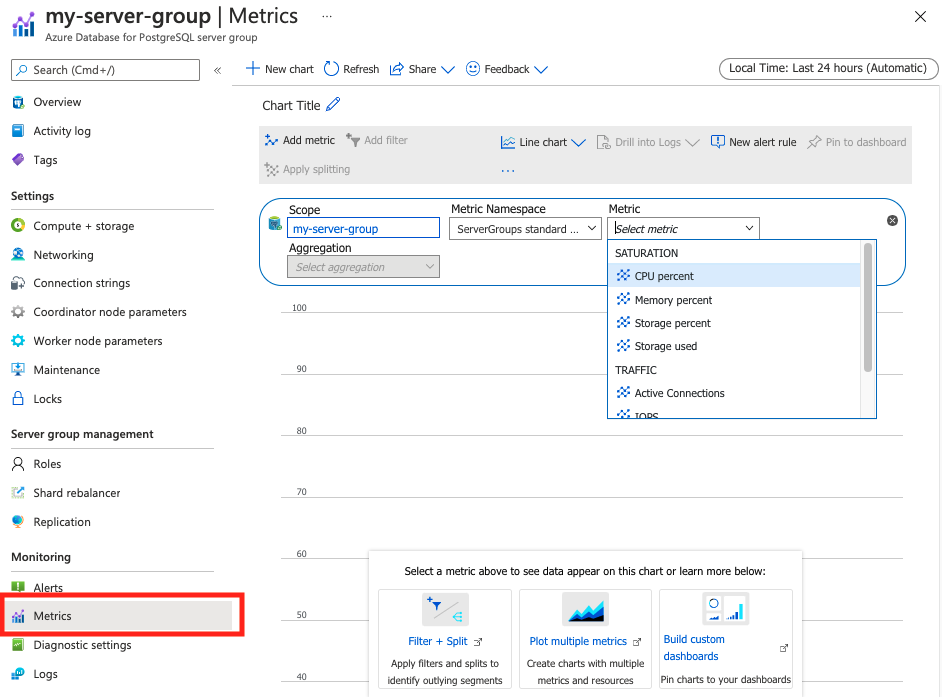 my-server-group | Metrics ...
Azure Database for PostgreSQL server group
Search (Cmd+/)
«
Overview
Activity log
Tags
Settings
Compute + storage
Networking
Connection strings
Coordinator node parameters
Worker node parameters
Maintenance
Locks
Server group management
Roles
Shard rebalancer
Replication
Monitoring
Alerts
Metrics
Diagnostic settings
Logs
New chart Refresh Share Feedback
Local Time: Last 24 hours (Automatic)
Chart Title
Add metric Add filter Line chart Drill into Logs New alert rule Pin to dashboard
Apply splitting ...
Scope Metric Namespace Metric
my-server-group ServerGroups standard ... Select metric
Aggregation
Select aggregation
SATURATION
CPU percent
Memory percent
Storage percent
Storage used
TRAFFIC
Active Connections
IOPS
100
90
80
70
60
50
40
Select a metric above to see data appear on this chart or learn more below:
Filter + Split
Apply filters and splits to
identify outlying segments
Plot multiple metrics
Create charts with multiple
metrics and resources
Build custom
dashboards
Pin charts to your dashboards